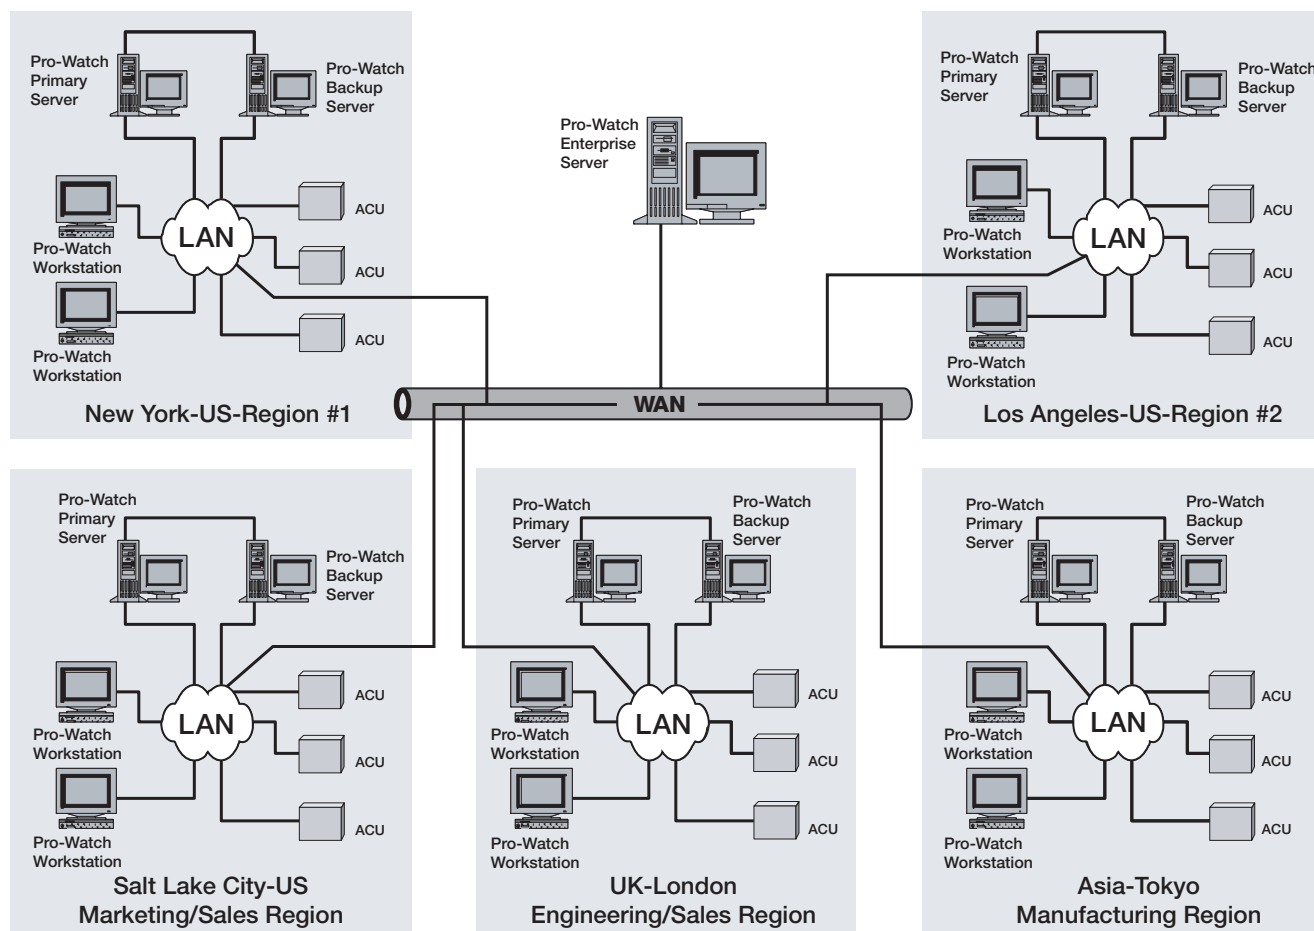 Pro-Watch
Primary
Server
Pro-Watch
Backup
Server
Pro-Watch
Workstation
Pro-Watch
Workstation
LAN
ACU
ACU
ACU
New York-US-Region #1
Pro-Watch
Enterprise
Server
WAN
Pro-Watch
Primary
Server
Pro-Watch
Backup
Server
Pro-Watch
Workstation
Pro-Watch
Workstation
LAN
ACU
ACU
ACU
Los Angeles-US-Region #2
Pro-Watch
Primary
Server
Pro-Watch
Backup
Server
Pro-Watch
Workstation
Pro-Watch
Workstation
LAN
ACU
ACU
ACU
Salt Lake City-US
Marketing/Sales Region
Pro-Watch
Primary
Server
Pro-Watch
Backup
Server
Pro-Watch
Workstation
Pro-Watch
Workstation
LAN
ACU
ACU
ACU
UK-London
Engineering/Sales Region
Pro-Watch
Primary
Server
Pro-Watch
Backup
Server
Pro-Watch
Workstation
Pro-Watch
Workstation
LAN
ACU
ACU
ACU
Asia-Tokyo
Manufacturing Region